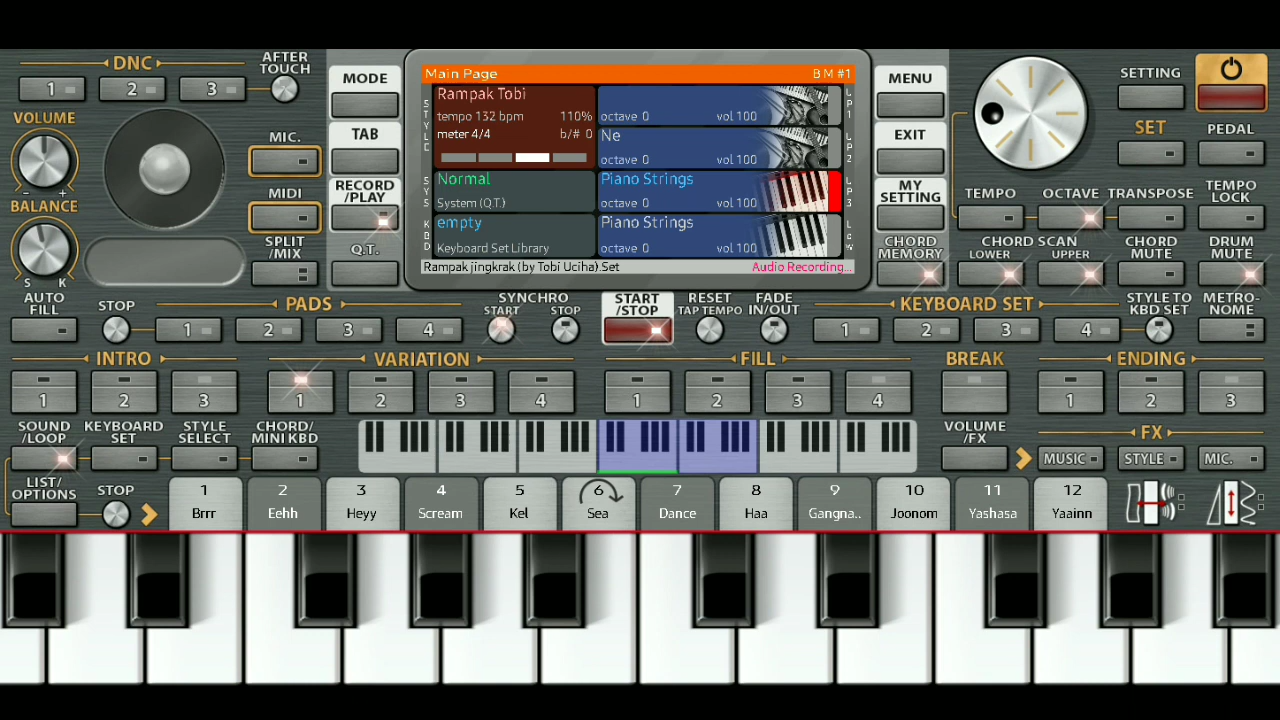 DNC
AFTER TOUCH
1 2 3
VOLUME
- +
BALANCE
S K
MIC.
MIDI
SPLIT /MIX
MODE
TAB
RECORD /PLAY
Q.T.
Main Page
B M #1
STYLE
Rampak Tobi
tempo 132 bpm 110%
meter 4/4 b/# 0
SYS
Normal
System (Q.T.)
KBD
empty
Keyboard Set Library
octave 0 vol 100
UP1
Ne
octave 0 vol 100
UP2
Piano Strings
octave 0 vol 100
UP3
Piano Strings
octave 0 vol 100
Low
Rampak jingkrak (by Tobi Uciha).Set
Audio Recording...
MENU
EXIT
MY SETTING
CHORD MEMORY
SETTING
SET
PEDAL
TEMPO
OCTAVE
TRANSPOSE
TEMPO LOCK
CHORD SCAN
LOWER UPPER
CHORD MUTE
DRUM MUTE
AUTO FILL
STOP
PADS
1 2 3 4
SYNCHRO
START STOP
START /STOP
RESET
TAP TEMPO
FADE IN/OUT
KEYBOARD SET
1 2 3 4
STYLE TO KBD SET
METRO- NOME
INTRO
1 2 3
VARIATION
1 2 3 4
FILL
1 2 3 4
BREAK
ENDING
1 2 3
SOUND /LOOP
KEYBOARD SET
STYLE SELECT
CHORD/ MINI KBD
VOLUME /FX
FX
MUSIC STYLE MIC.
LIST/ OPTIONS
STOP
1 Brrr
2 Eehh
3 Heyy
4 Scream
5 Kel
6 Sea
7 Dance
8 Haa
9 Gangna..
10 Joonom
11 Yashasa
12 Yaainn